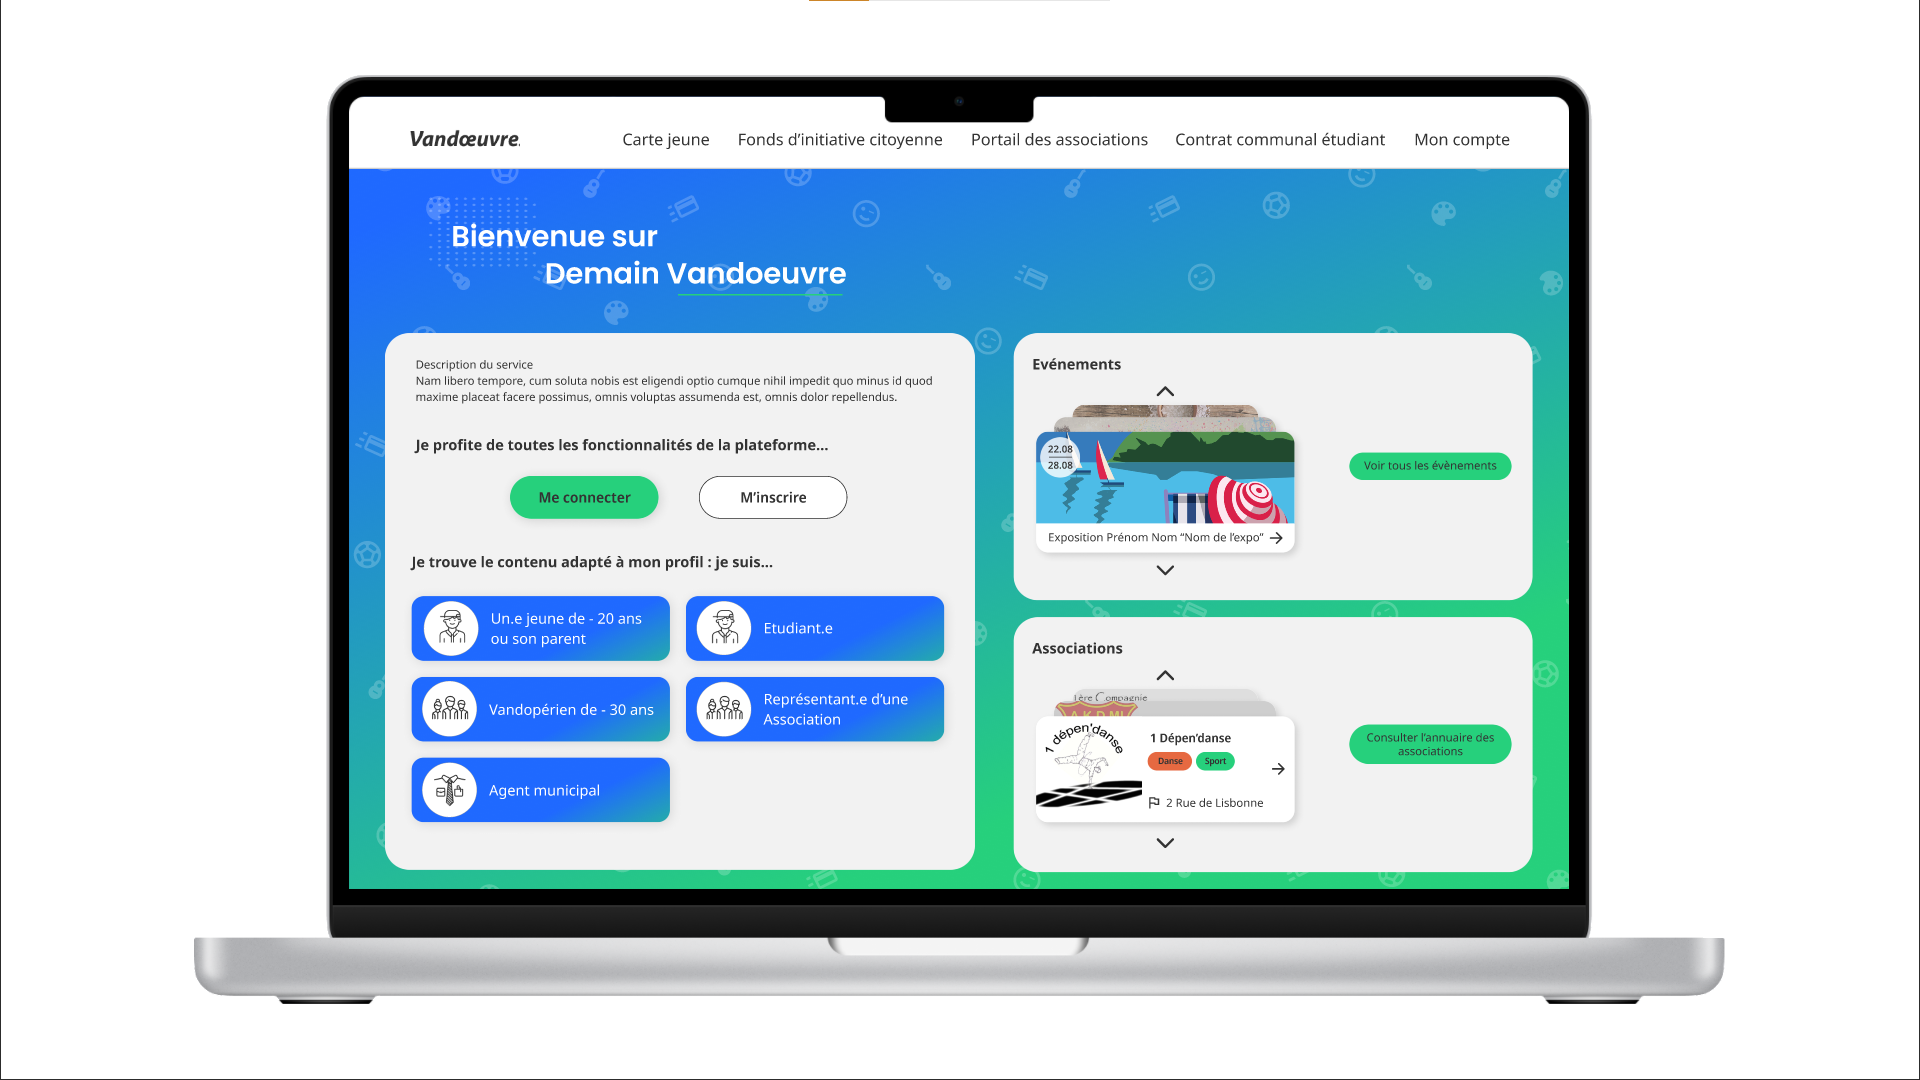 Vandœuvre.
Carte jeune
Fonds d’initiative citoyenne
Portail des associations
Contrat communal étudiant
Mon compte
Bienvenue sur
Demain Vandoeuvre
Description du service
Nam libero tempore, cum soluta nobis est eligendi optio cumque nihil impedit quo minus id quod
maxime placeat facere possimus, omnis voluptas assumenda est, omnis dolor repellendus.
Je profite de toutes les fonctionnalités de la plateforme...
Me connecter
M’inscrire
Je trouve le contenu adapté à mon profil : je suis...
Un.e jeune de - 20 ans
ou son parent
Etudiant.e
Vandopérien de - 30 ans
Représentant.e d’une
Association
Agent municipal
Evénements
22.08
28.08
Exposition Prénom Nom “Nom de l’expo”
Voir tous les évènements
Associations
1ère Compagnie
1 dépen'danse
1 Dépen’danse
Danse
Sport
2 Rue de Lisbonne
Consulter l’annuaire des
associations